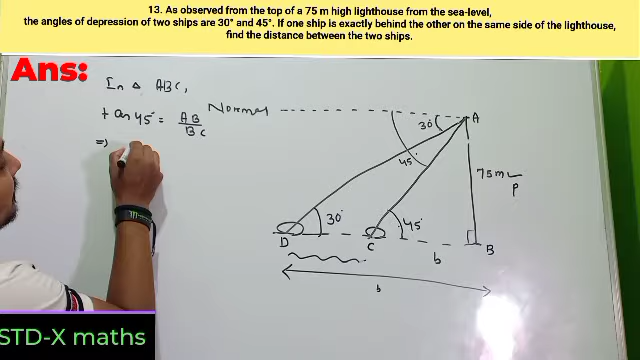 13. As observed from the top of a 75 m high lighthouse from the sea-level,
the angles of depression of two ships are 30° and 45°. If one ship is exactly behind the other on the same side of the lighthouse,
find the distance between the two ships.
Ans:
In Δ ABC,
tan 45° = AB
BC
=>
Normal
A
30°
45°
75m
P
30°
45°
D
C
B
b
b
STD-X maths